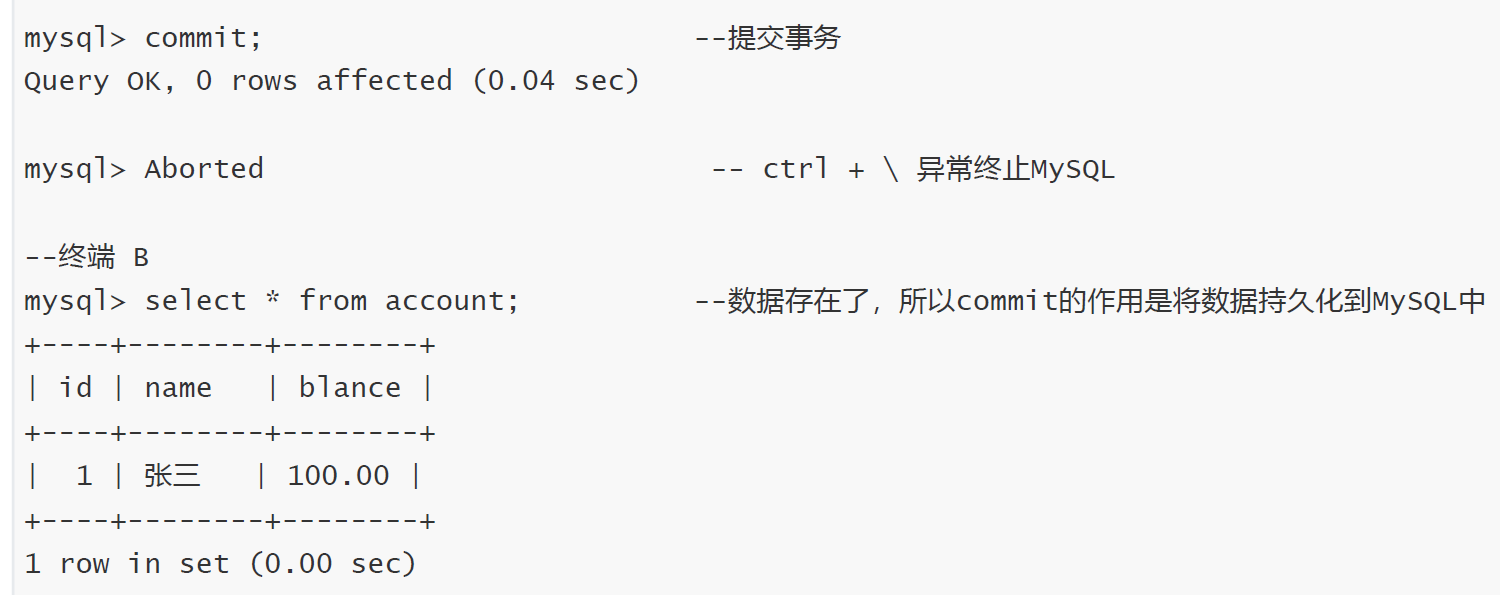 mysql> commit;                         --提交事务
Query OK, 0 rows affected (0.04 sec)
mysql> Aborted                          -- ctrl + \ 异常终止MySQL
--终端 B
mysql> select * from account;          --数据存在了，所以commit的作用是将数据持久化到MySQL中
+----+--------+--------+
| id | name   | blance |
+----+--------+--------+
|  1 | 张三   | 100.00 |
+----+--------+--------+
1 row in set (0.00 sec)